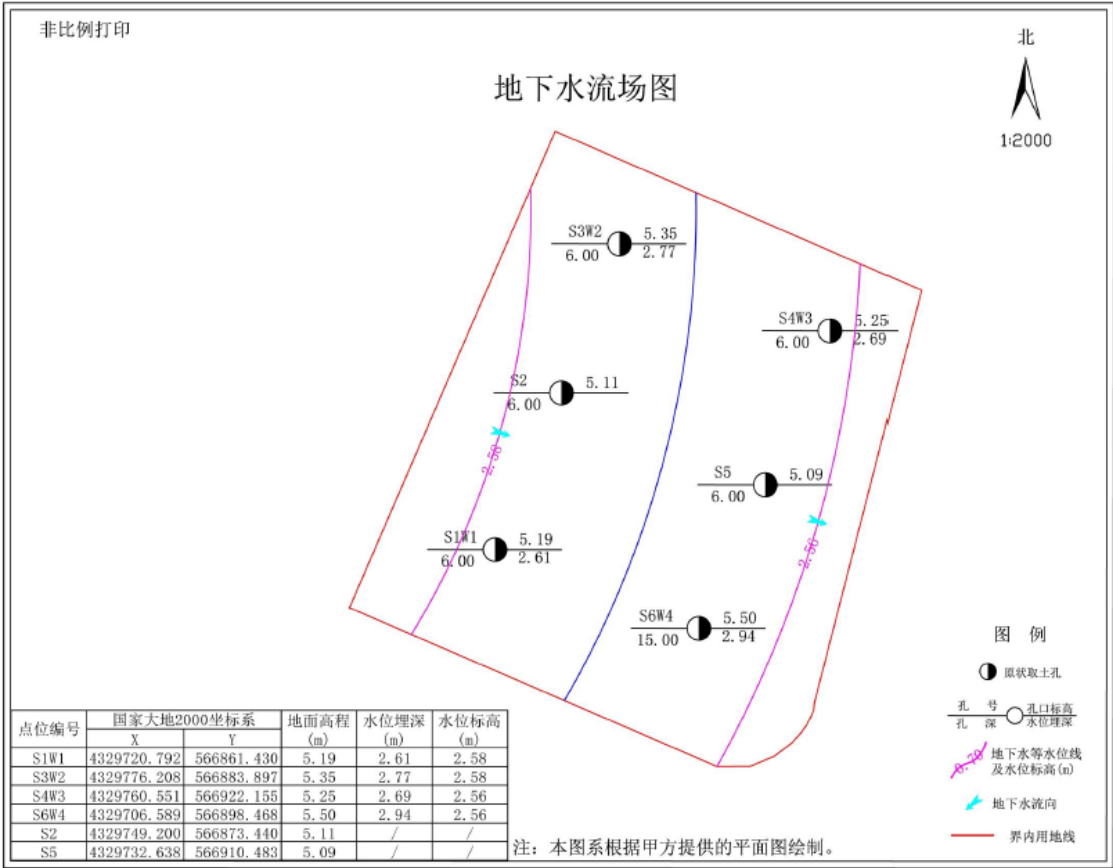 非比例打印
北
地下水流场图
1:2000
S3W2 5.35
6.00 2.77
S4W3 5.25
6.00 2.69
S2 5.11
6.00
2.58
S5 5.09
6.00
S1W1 5.19
6.00 2.61
2.56
S6W4 5.50
15.00 2.94
图 例
原状取土孔
孔 号 孔口标高
孔 深 水位埋深
0.70 地下水等水位线
及水位标高(m)
地下水流向
界内用地线
点位编号 国家大地2000坐标系 地面高程 水位埋深 水位标高
X Y (m) (m) (m)
S1W1 4329720.792 566861.430 5.19 2.61 2.58
S3W2 4329776.208 566883.897 5.35 2.77 2.58
S4W3 4329760.551 566922.155 5.25 2.69 2.56
S6W4 4329706.589 566898.468 5.50 2.94 2.56
S2 4329749.200 566873.440 5.11 / /
S5 4329732.638 566910.483 5.09 / /
注：本图系根据甲方提供的平面图绘制。